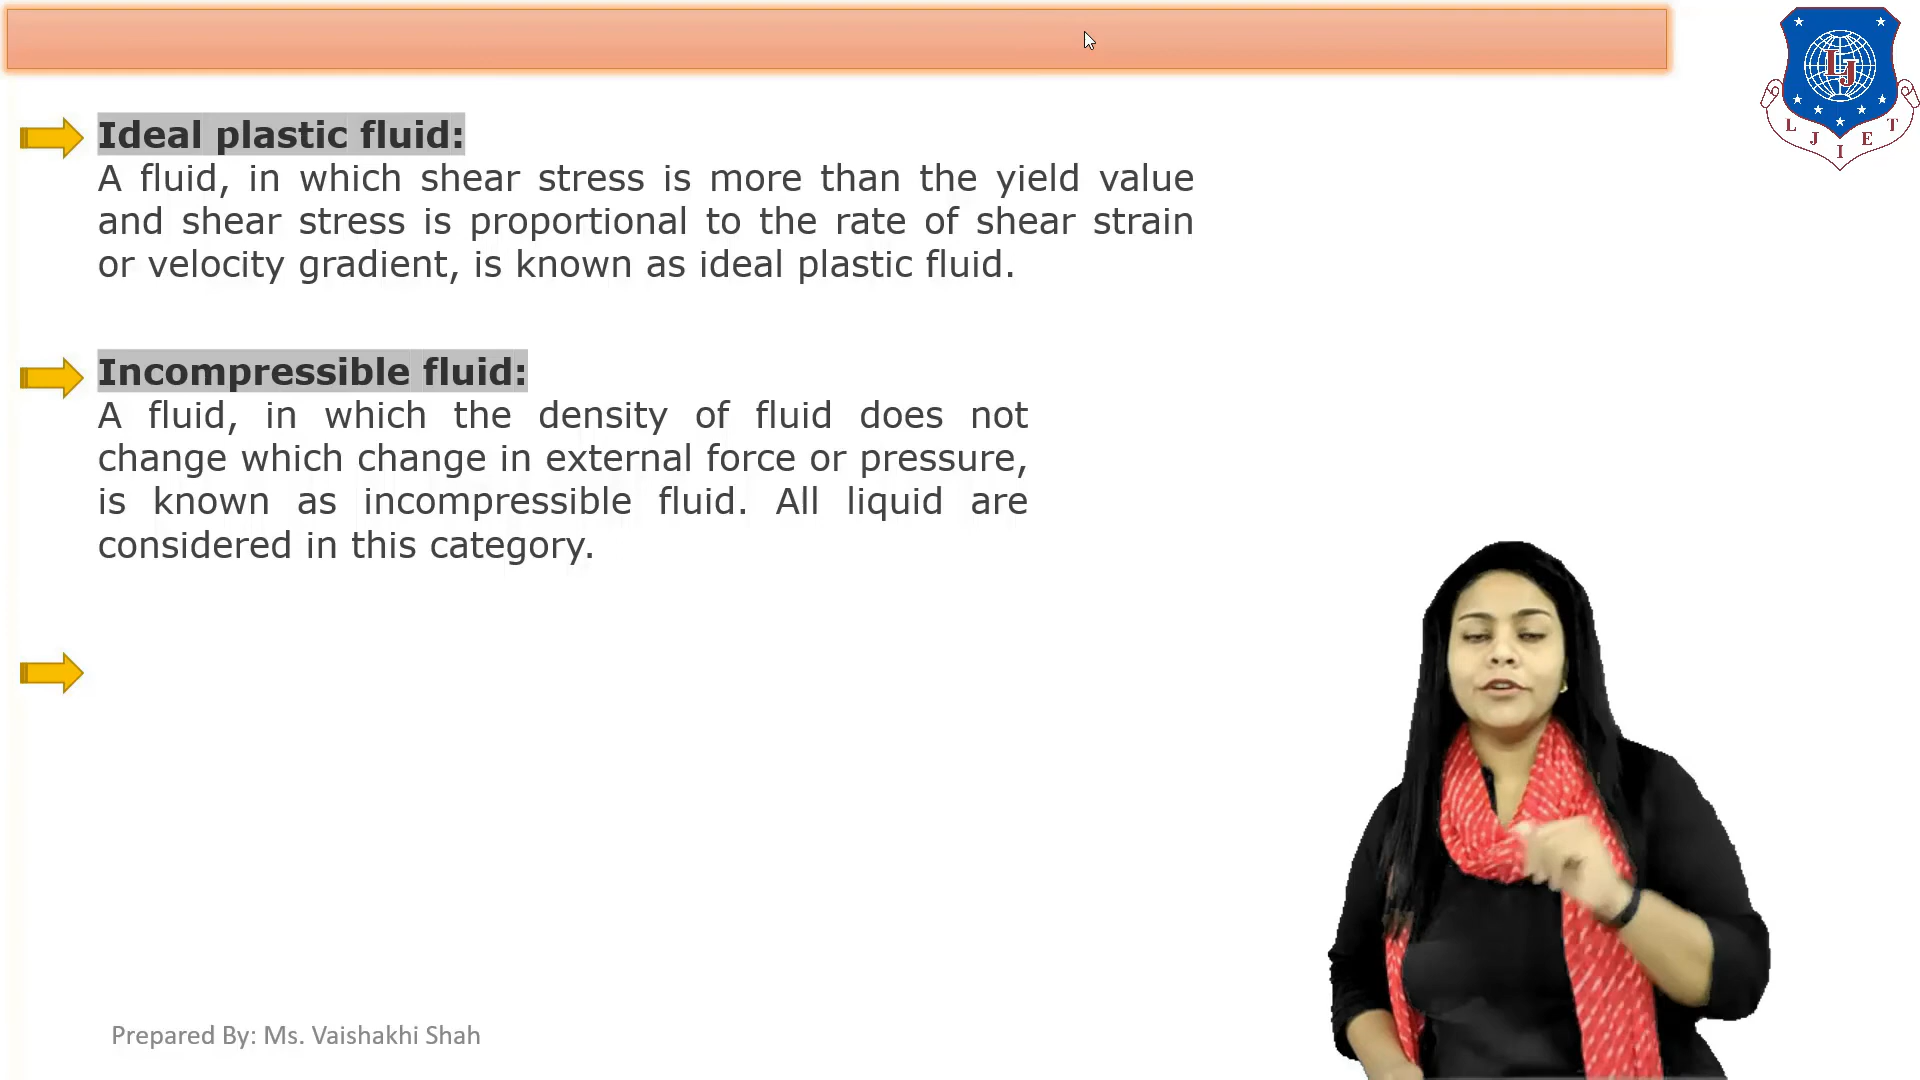 Ideal plastic fluid:
A fluid, in which shear stress is more than the yield value
and shear stress is proportional to the rate of shear strain
or velocity gradient, is known as ideal plastic fluid.
Incompressible fluid:
A fluid, in which the density of fluid does not
change which change in external force or pressure,
is known as incompressible fluid. All liquid are
considered in this category.
Prepared By: Ms. Vaishakhi Shah
LJ
L J I E T